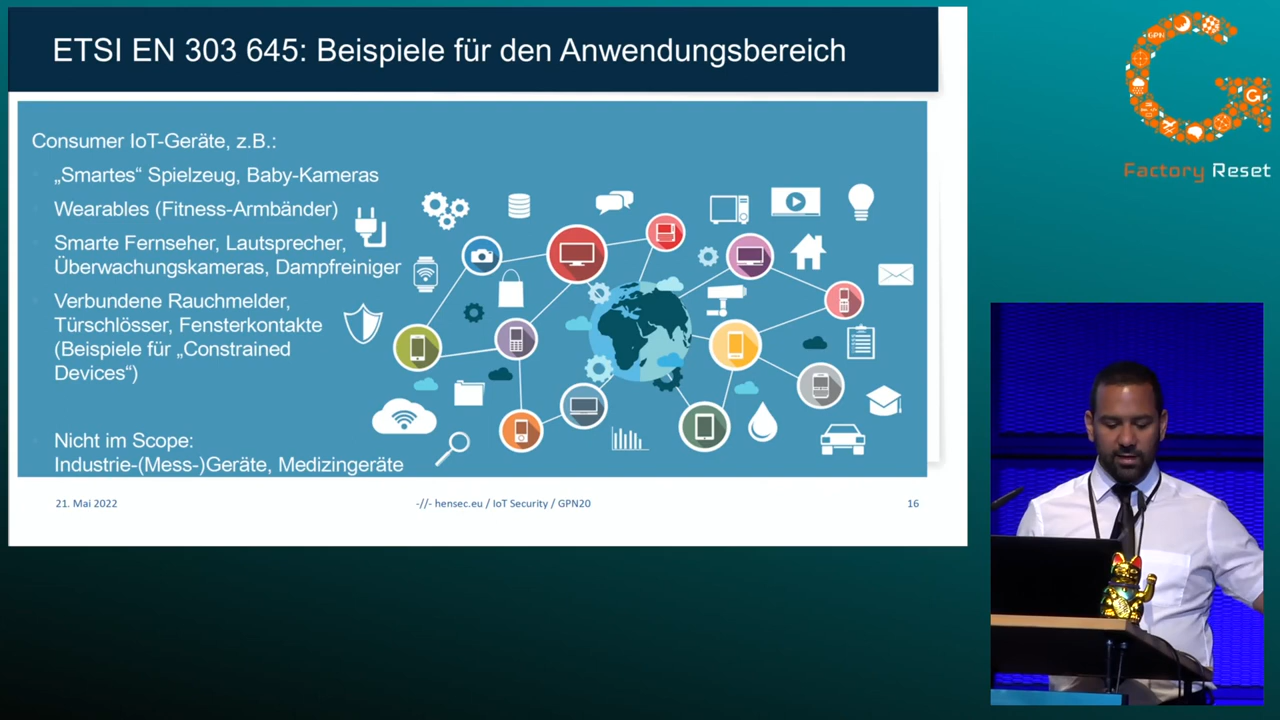 ETSI EN 303 645: Beispiele für den Anwendungsbereich
Consumer IoT-Geräte, z.B.:
„Smartes“ Spielzeug, Baby-Kameras
Wearables (Fitness-Armbänder)
Smarte Fernseher, Lautsprecher,
Überwachungskameras, Dampfreiniger
Verbundene Rauchmelder,
Türschlösser, Fensterkontakte
(Beispiele für „Constrained
Devices“)
Nicht im Scope:
Industrie-(Mess-)Geräte, Medizingeräte
21. Mai 2022
-//- hensec.eu / IoT Security / GPN20
16
GPN
Factory Reset